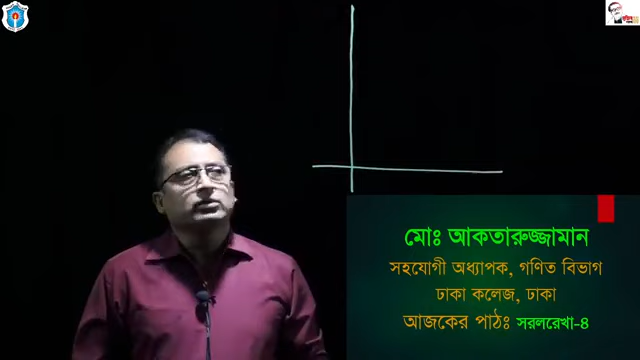 মোঃ আকতারুজ্জামান
সহযোগী অধ্যাপক, গণিত বিভাগ
ঢাকা কলেজ, ঢাকা
আজকের পাঠঃ সরলরেখা-৪